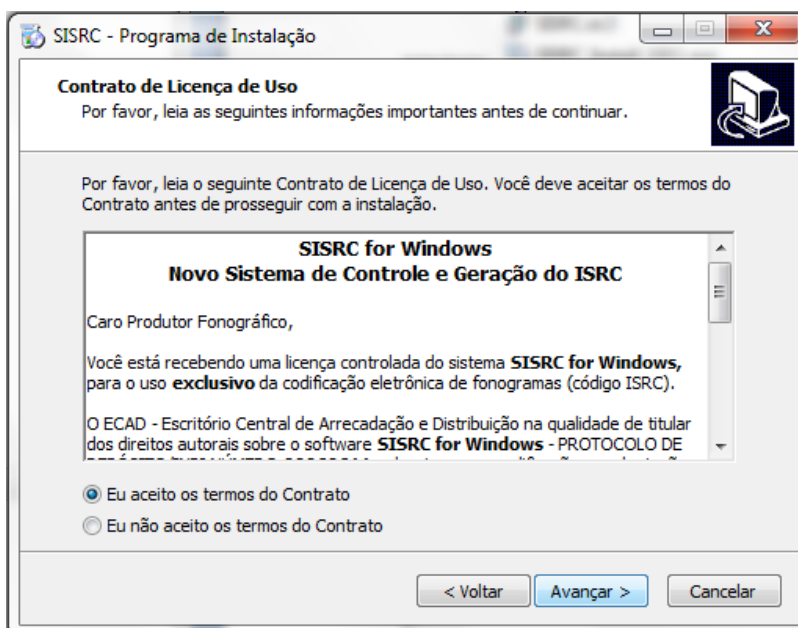 SISRC - Programa de Instalação
Contrato de Licença de Uso
Por favor, leia as seguintes informações importantes antes de continuar.
Por favor, leia o seguinte Contrato de Licença de Uso. Você deve aceitar os termos do
Contrato antes de prosseguir com a instalação.
SISRC for Windows
Novo Sistema de Controle e Geração do ISRC
Caro Produtor Fonográfico,
Você está recebendo uma licença controlada do sistema SISRC for Windows,
para o uso exclusivo da codificação eletrônica de fonogramas (código ISRC).
O ECAD - Escritório Central de Arrecadação e Distribuição na qualidade de titular
dos direitos autorais sobre o software SISRC for Windows - PROTOCOLO DE
Eu aceito os termos do Contrato
Eu não aceito os termos do Contrato
< Voltar
Avançar >
Cancelar